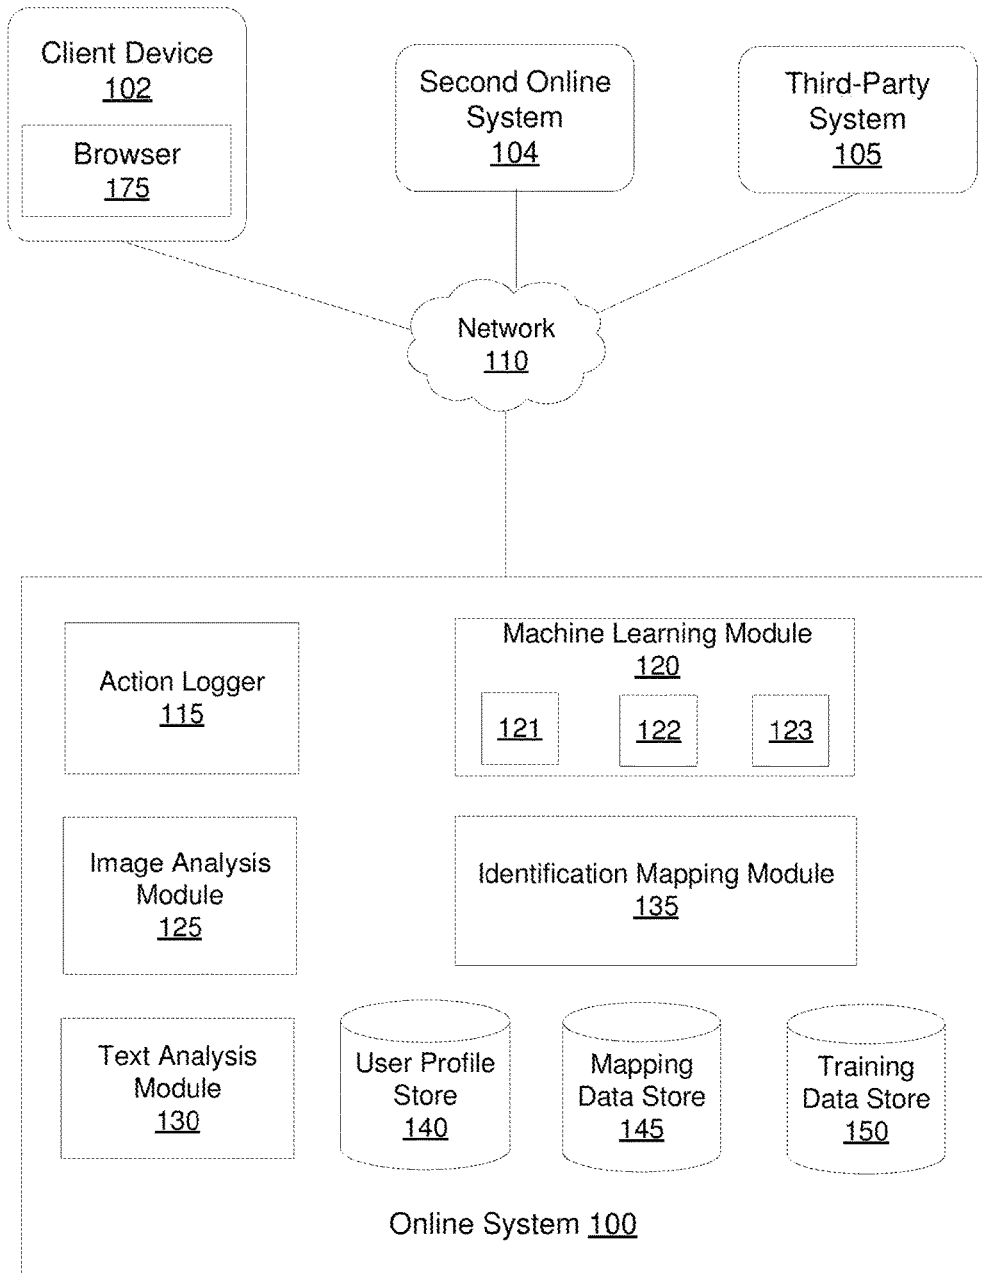 Client Device
102
Browser
175
Second Online
System
104
Third-Party
System
105
Network
110
Action Logger
115
Machine Learning Module
120
121
122
123
Image Analysis
Module
125
Identification Mapping Module
135
Text Analysis
Module
130
User Profile
Store
140
Mapping
Data Store
145
Training
Data Store
150
Online System 100